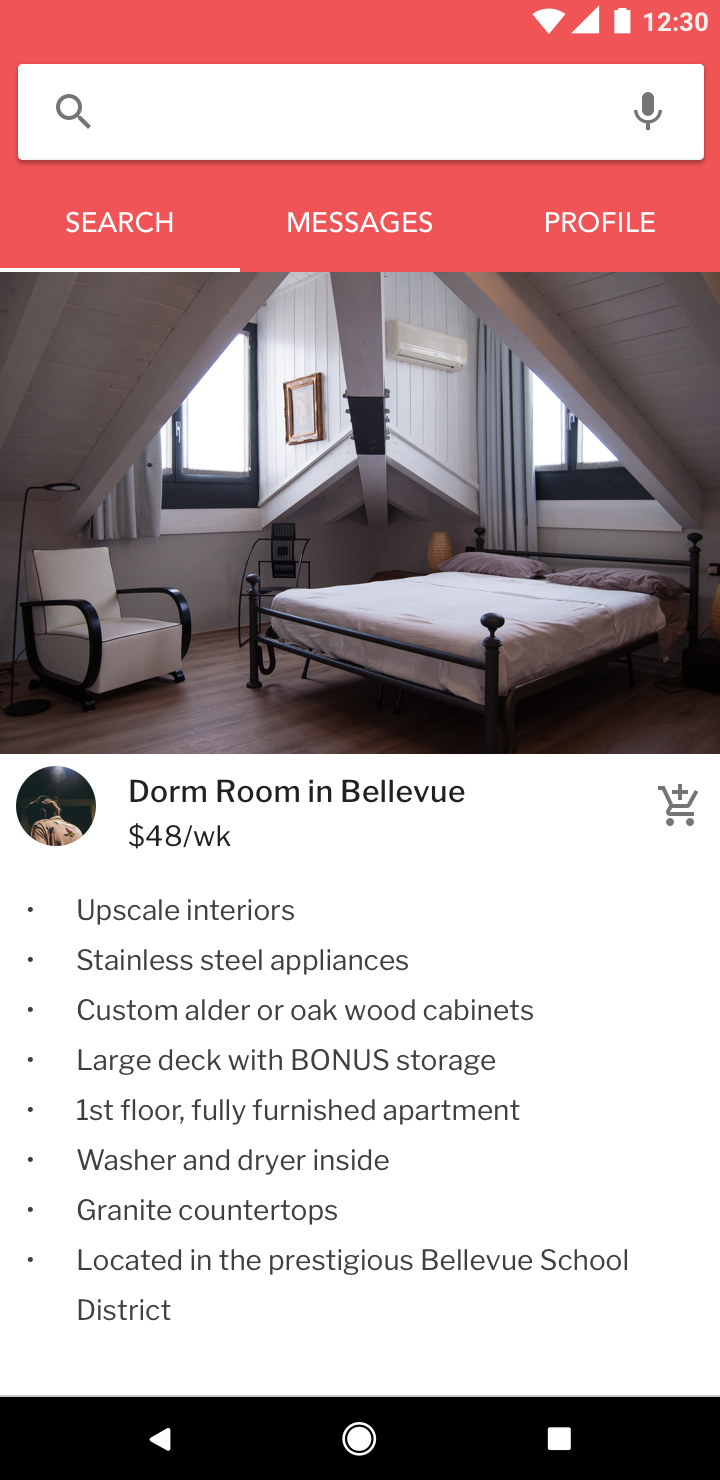 12:30
SEARCH MESSAGES PROFILE
Dorm Room in Bellevue
$48/wk
• Upscale interiors
• Stainless steel appliances
• Custom alder or oak wood cabinets
• Large deck with BONUS storage
• 1st floor, fully furnished apartment
• Washer and dryer inside
• Granite countertops
• Located in the prestigious Bellevue School
District